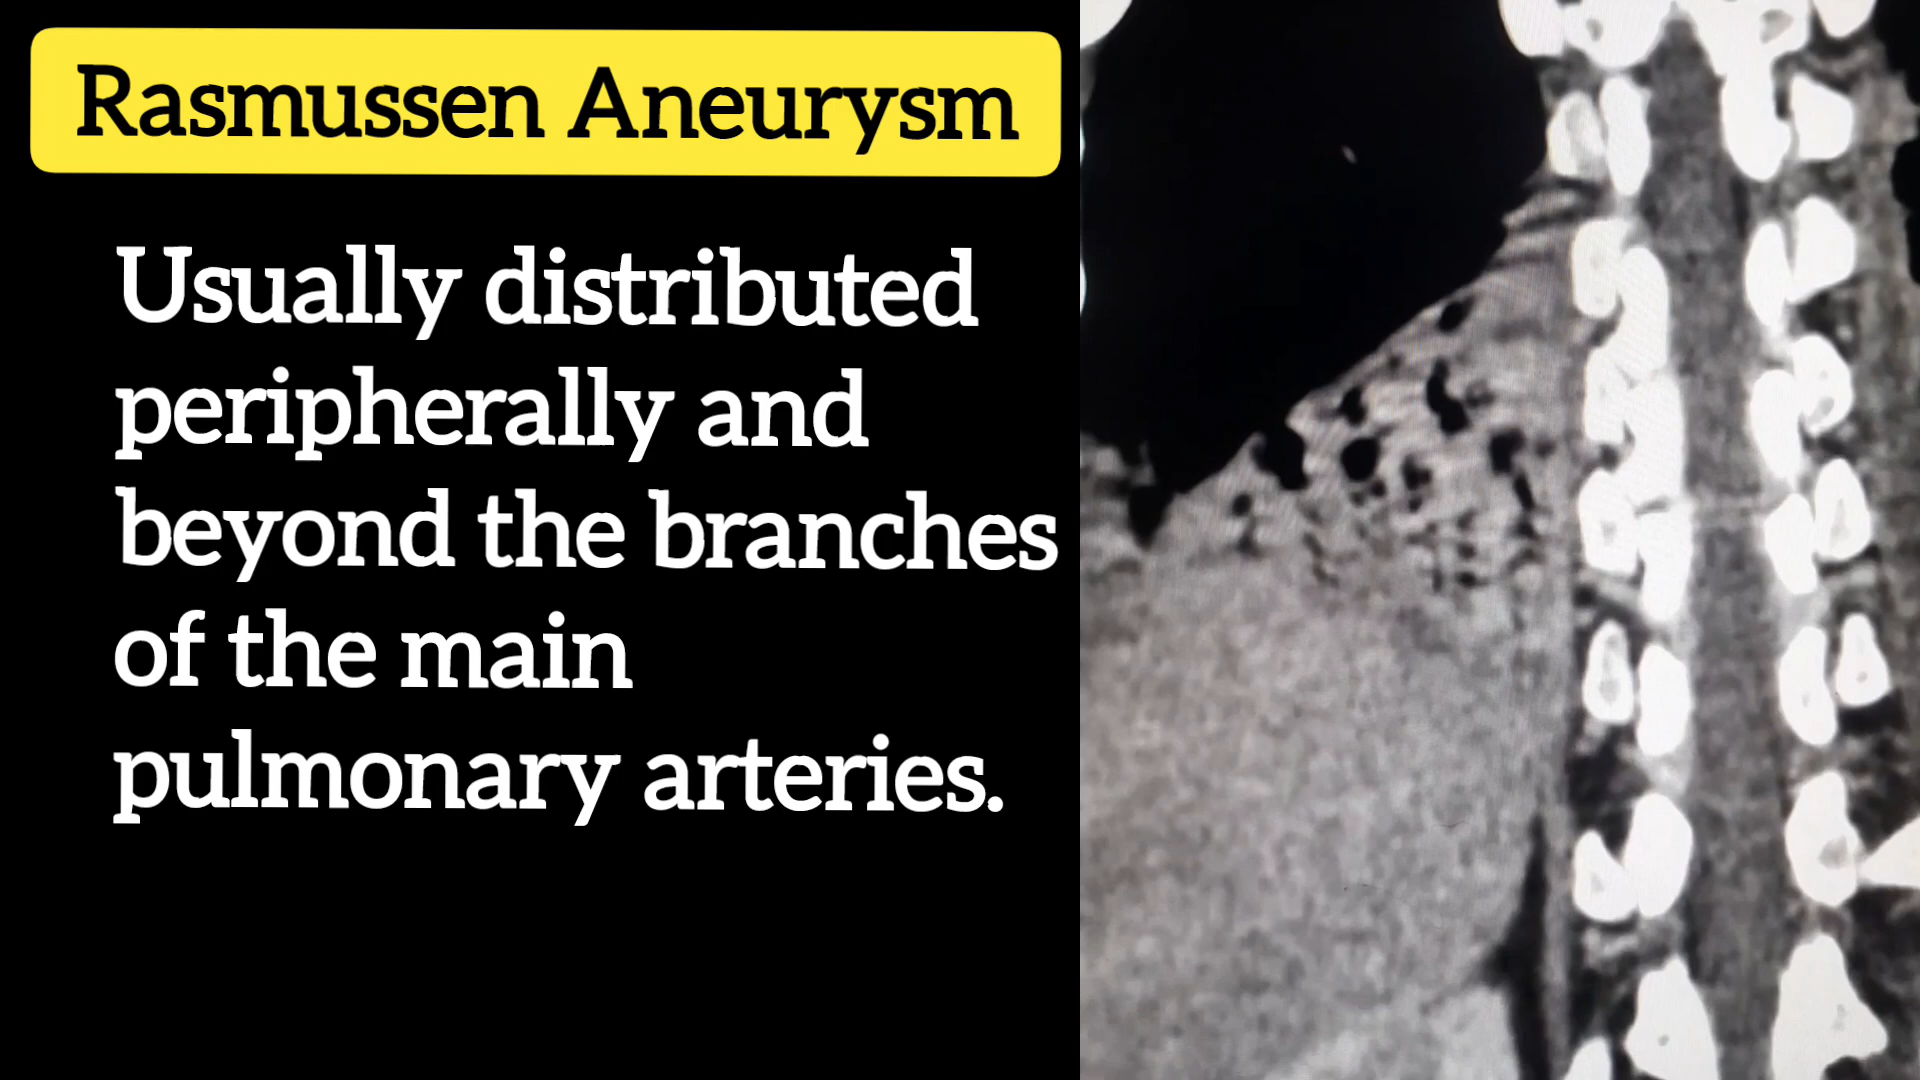 Rasmussen Aneurysm
Usually distributed
peripherally and
beyond the branches
of the main
pulmonary arteries.